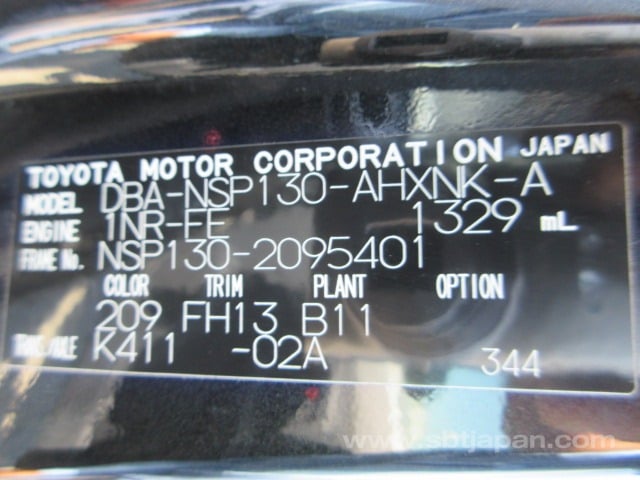 TOYOTA MOTOR CORPORATION JAPAN
MODEL DBA-NSP130-AHXNK-A
ENGINE 1NR-FE 1329 mL
FRAME No. NSP130-2095401
COLOR TRIM PLANT OPTION
209 FH13 B11
TRANS/AXLE K411 -02A 344
www.sbtjapan.com